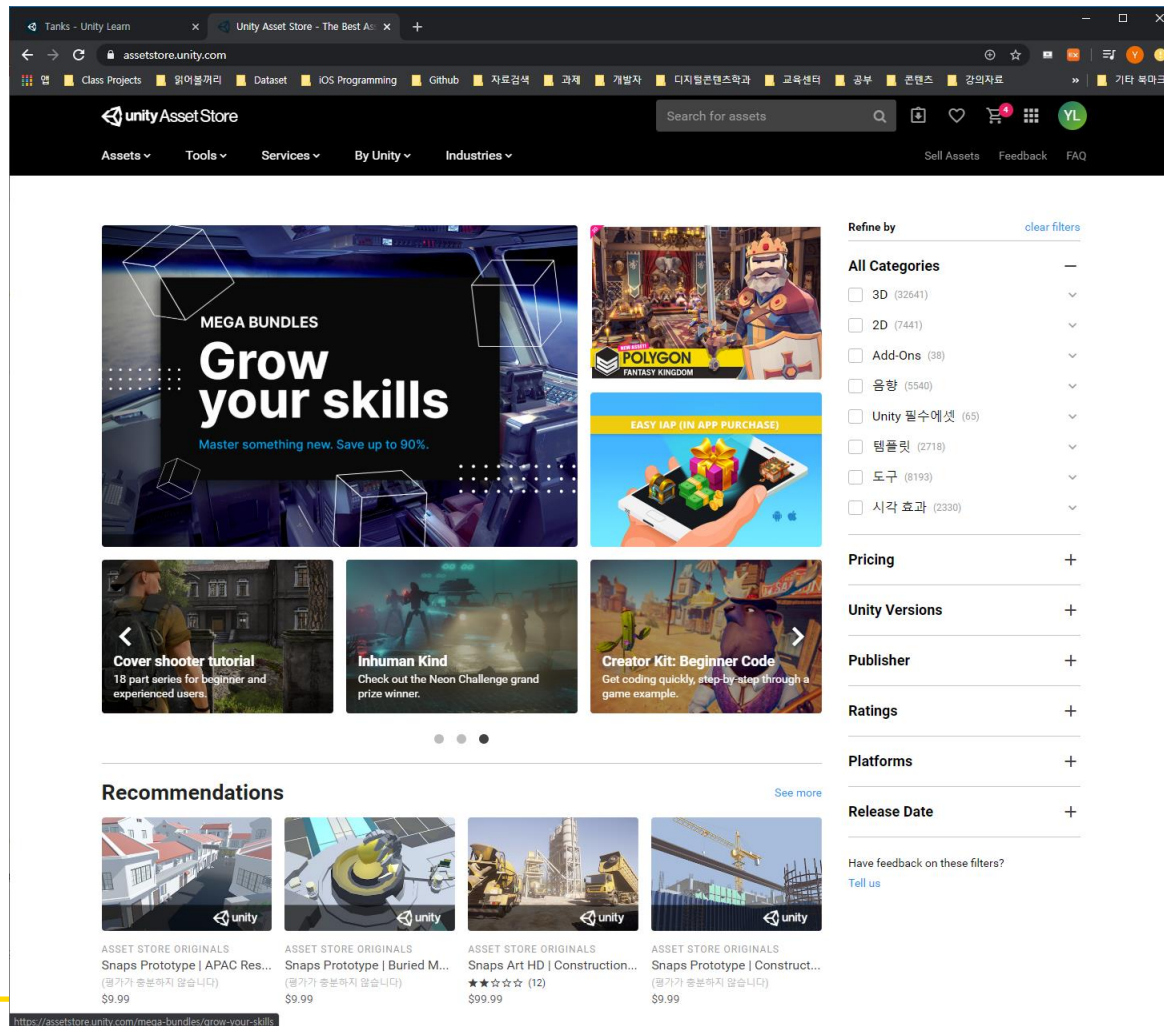 Tanks - Unity Learn
Unity Asset Store - The Best As
assetstore.unity.com
앱 Class Projects 읽어볼꺼리 Dataset iOS Programming Github 자료검색 과제 개발자 디지털콘텐츠학과 교육센터 공부 콘텐츠 강의자료 » 기타 북마크
unity Asset Store
Search for assets
4
YL
Assets Tools Services By Unity Industries
Sell Assets Feedback FAQ
MEGA BUNDLES
Grow
your skills
Master something new. Save up to 90%.
NEW ASSET!
POLYGON
FANTASY KINGDOM
EASY IAP (IN APP PURCHASE)
Cover shooter tutorial
18 part series for beginner and
experienced users.
Inhuman Kind
Check out the Neon Challenge grand
prize winner.
Creator Kit: Beginner Code
Get coding quickly, step-by-step through a
game example.
Refine by clear filters
All Categories
3D (32641)
2D (7441)
Add-Ons (38)
음향 (5540)
Unity 필수에셋 (65)
템플릿 (2718)
도구 (8193)
시각 효과 (2330)
Pricing
Unity Versions
Publisher
Ratings
Platforms
Release Date
Have feedback on these filters?
Tell us
Recommendations
See more
unity
ASSET STORE ORIGINALS
Snaps Prototype | APAC Res...
(평가가 충분하지 않습니다)
$9.99
unity
ASSET STORE ORIGINALS
Snaps Prototype | Buried M...
(평가가 충분하지 않습니다)
$9.99
unity
ASSET STORE ORIGINALS
Snaps Art HD | Construction...
★★☆☆☆ (12)
$99.99
unity
ASSET STORE ORIGINALS
Snaps Prototype | Construct...
(평가가 충분하지 않습니다)
$9.99
https://assetstore.unity.com/mega-bundles/grow-your-skills